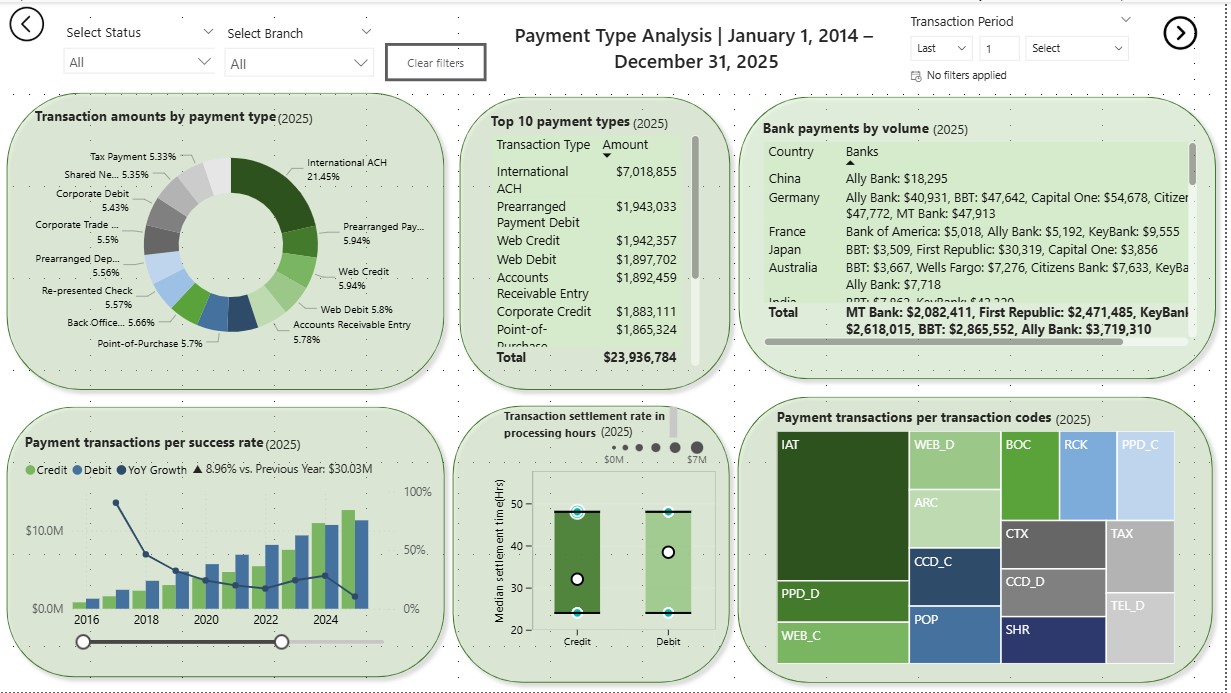 Select Status
Select Branch
All
All
Clear filters
Payment Type Analysis | January 1, 2014 –
December 31, 2025
Transaction Period
Last
1
Select
No filters applied
Transaction amounts by payment type (2025)
Tax Payment 5.33%
Shared Ne... 5.35%
Corporate Debit
5.43%
Corporate Trade ...
5.5%
Prearranged Dep...
5.56%
Re-presented Check
5.57%
Back Office... 5.66%
Point-of-Purchase 5.7%
International ACH
21.45%
Prearranged Pay...
5.94%
Web Credit
5.94%
Web Debit 5.8%
Accounts Receivable Entry
5.78%
Top 10 payment types (2025)
Transaction Type Amount
International
ACH $7,018,855
Prearranged
Payment Debit $1,943,033
Web Credit $1,942,357
Web Debit $1,897,702
Accounts
Receivable Entry $1,892,459
Corporate Credit $1,883,111
Point-of-
Purchase $1,865,324
Total $23,936,784
Bank payments by volume (2025)
Country Banks
China Ally Bank: $18,295
Germany Ally Bank: $40,931, BBT: $47,642, Capital One: $54,678, Citizen
$47,772, MT Bank: $47,913
France Bank of America: $5,018, Ally Bank: $5,192, KeyBank: $9,555
Japan BBT: $3,509, First Republic: $30,319, Capital One: $3,856
Australia BBT: $3,667, Wells Fargo: $7,276, Citizens Bank: $7,633, KeyBa
Ally Bank: $7,718
India
Total MT Bank: $2,082,411, First Republic: $2,471,485, KeyBank
$2,618,015, BBT: $2,865,552, Ally Bank: $3,719,310
Payment transactions per success rate (2025)
Credit Debit YoY Growth ▲ 8.96% vs. Previous Year: $30.03M
$10.0M
$0.0M
100%
50%
0%
2016 2018 2020 2022 2024
Transaction settlement rate in
processing hours (2025)
$0M $7M
Median settlement time(Hrs)
50
40
30
20
Credit Debit
Payment transactions per transaction codes (2025)
IAT
PPD_D
WEB_C
WEB_D
ARC
CCD_C
POP
BOC
RCK
PPD_C
CTX
CCD_D
SHR
TAX
TEL_D